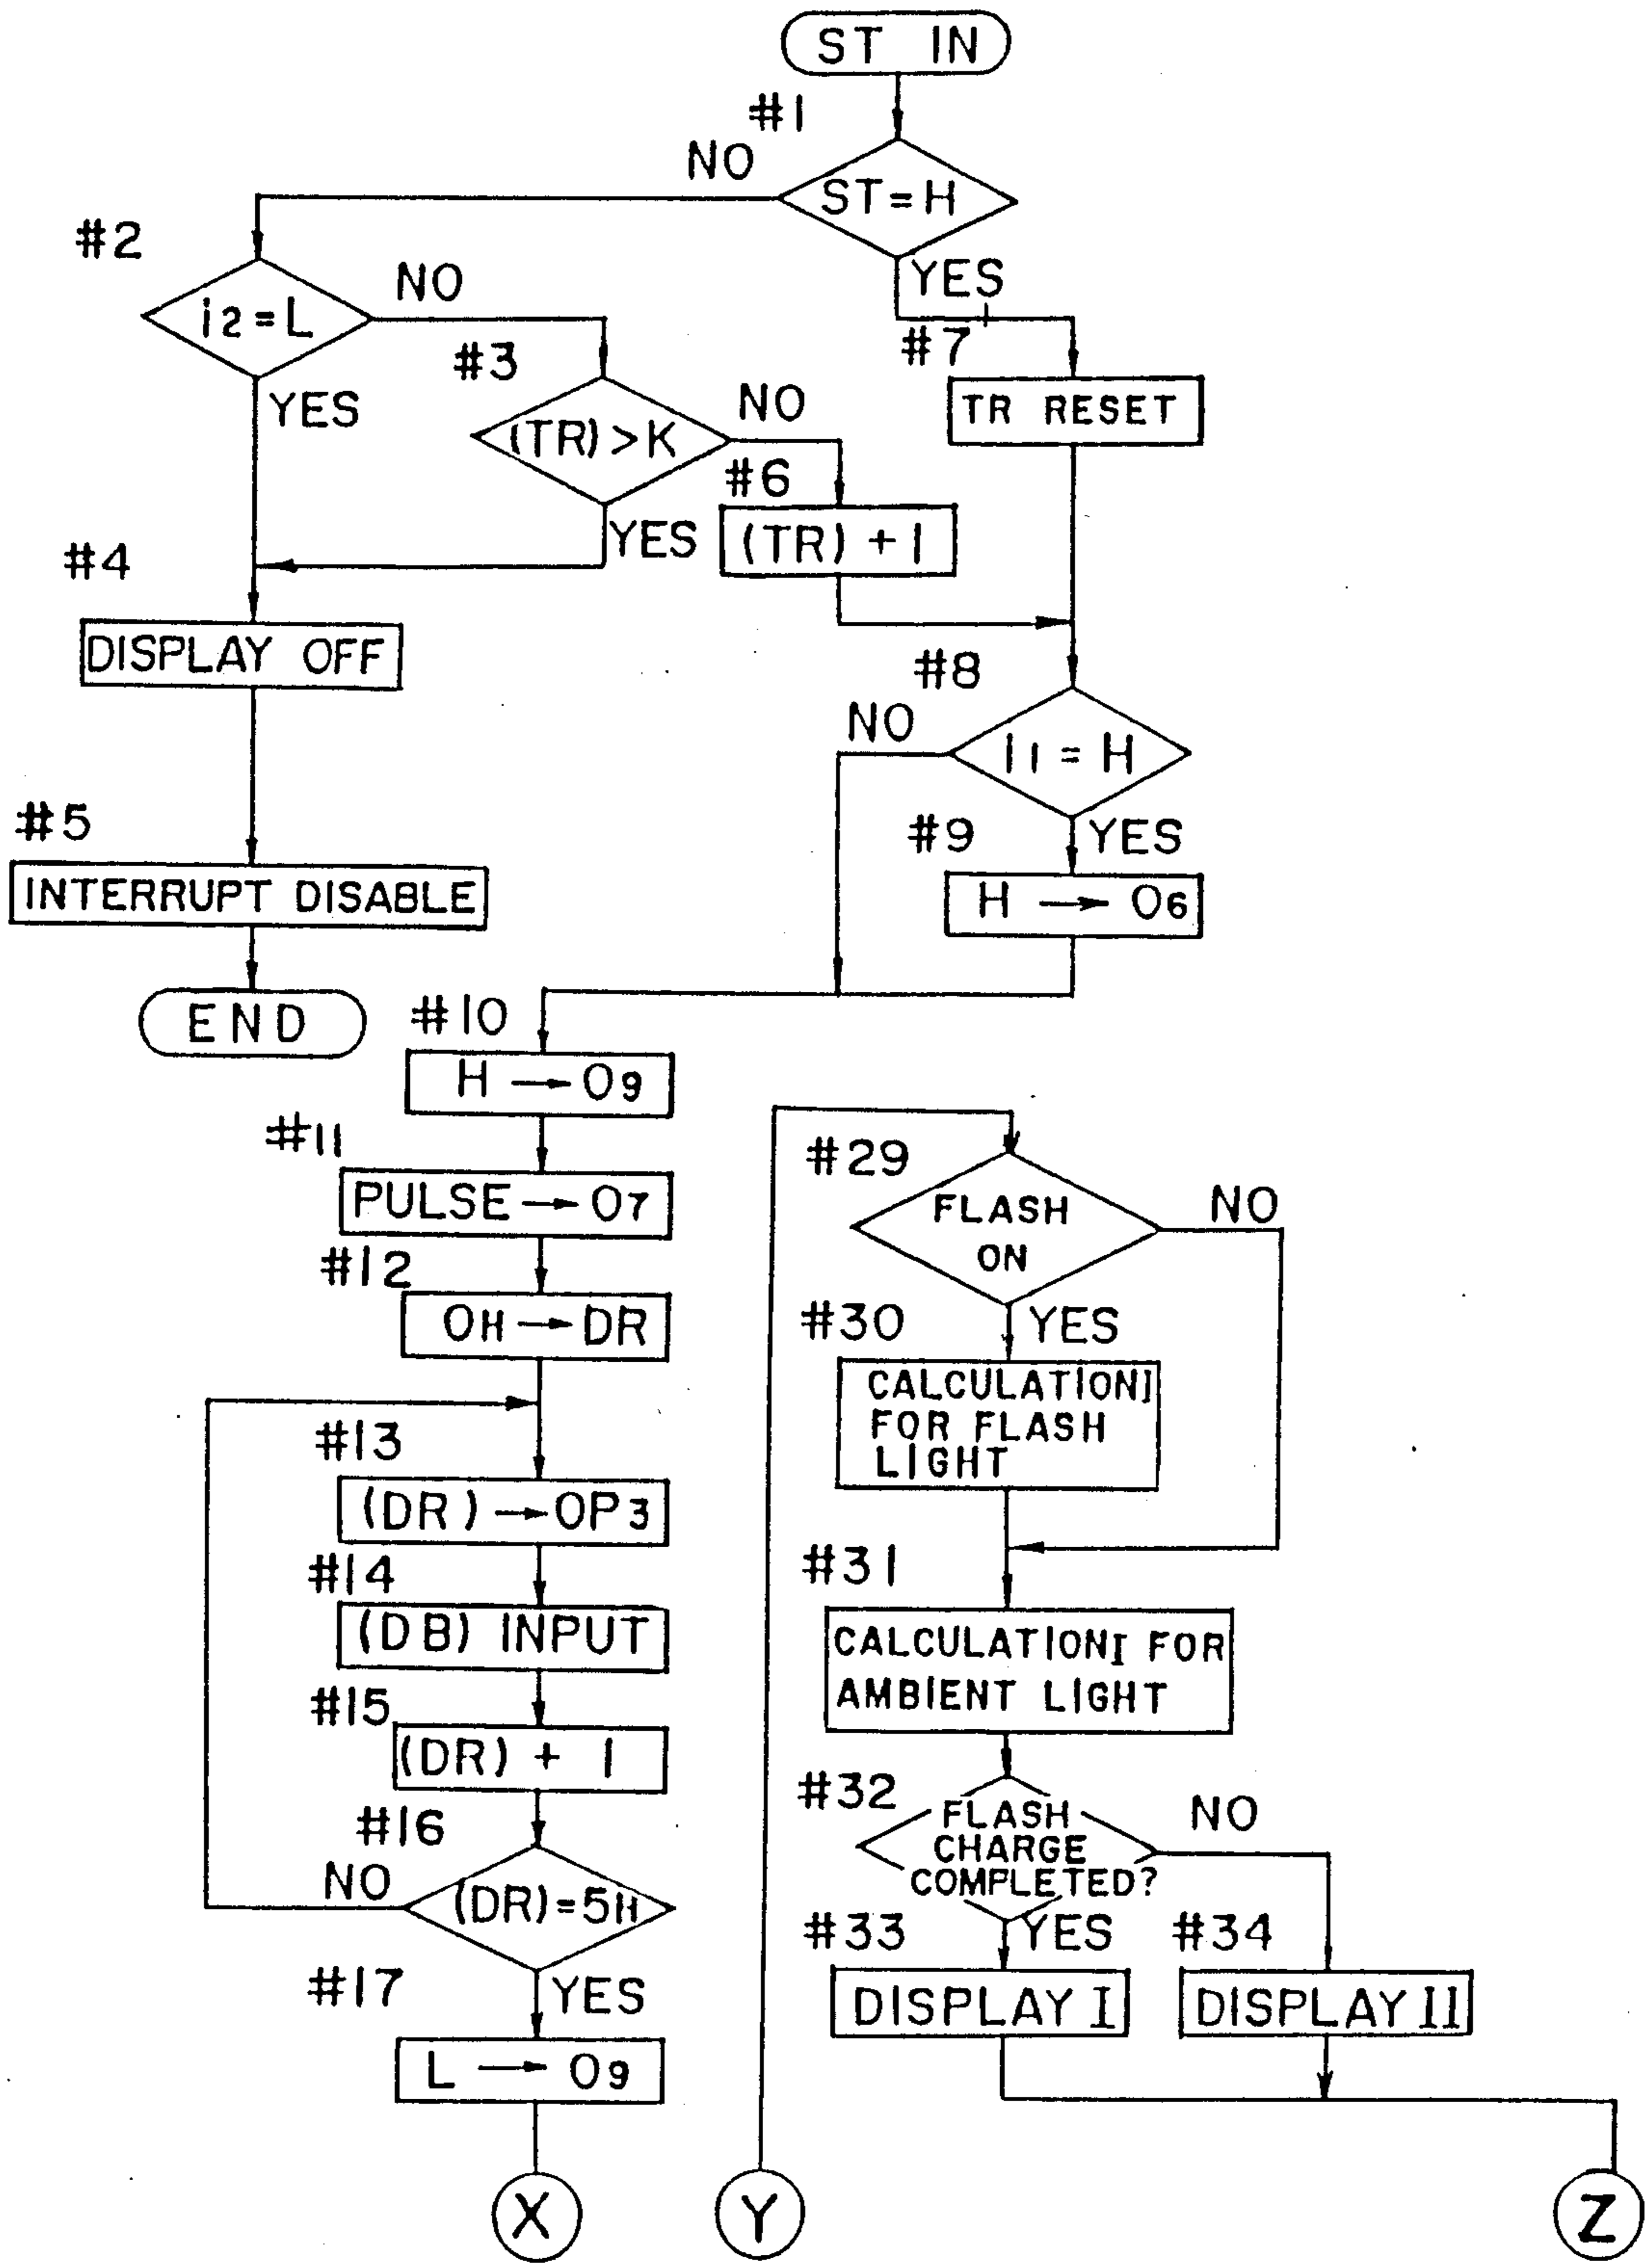 ST IN
#1
NO
ST=H
#2
YES
NO
i2=L
#7
#3
YES
NO
TR RESET
(TR)>K
#6
YES
(TR)+1
#4
DISPLAY OFF
#8
NO
I1=H
#5
#9
YES
INTERRUPT DISABLE
H → O6
END
#10
H → O9
#11
PULSE → O7
#12
OH → DR
#13
(DR) → OP3
#14
(DB) INPUT
#15
(DR) + 1
#16
NO
(DR)=5H
#17
YES
L → O9
X
#29
NO
FLASH
ON
#30
YES
CALCULATIONI
FOR FLASH
LIGHT
#31
CALCULATIONI FOR
AMBIENT LIGHT
#32
NO
FLASH
CHARGE
COMPLETED?
#33
YES
#34
DISPLAY I
DISPLAY II
Y
Z